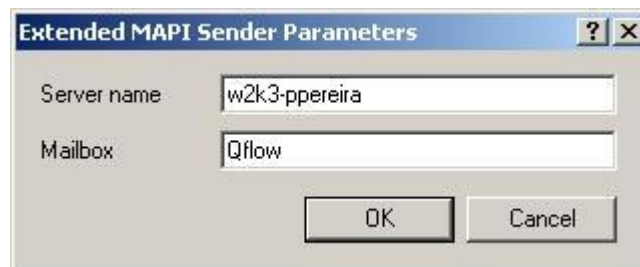 Extended MAPI Sender Parameters ? X
Server name w2k3-ppereira
Mailbox Qflow
OK Cancel